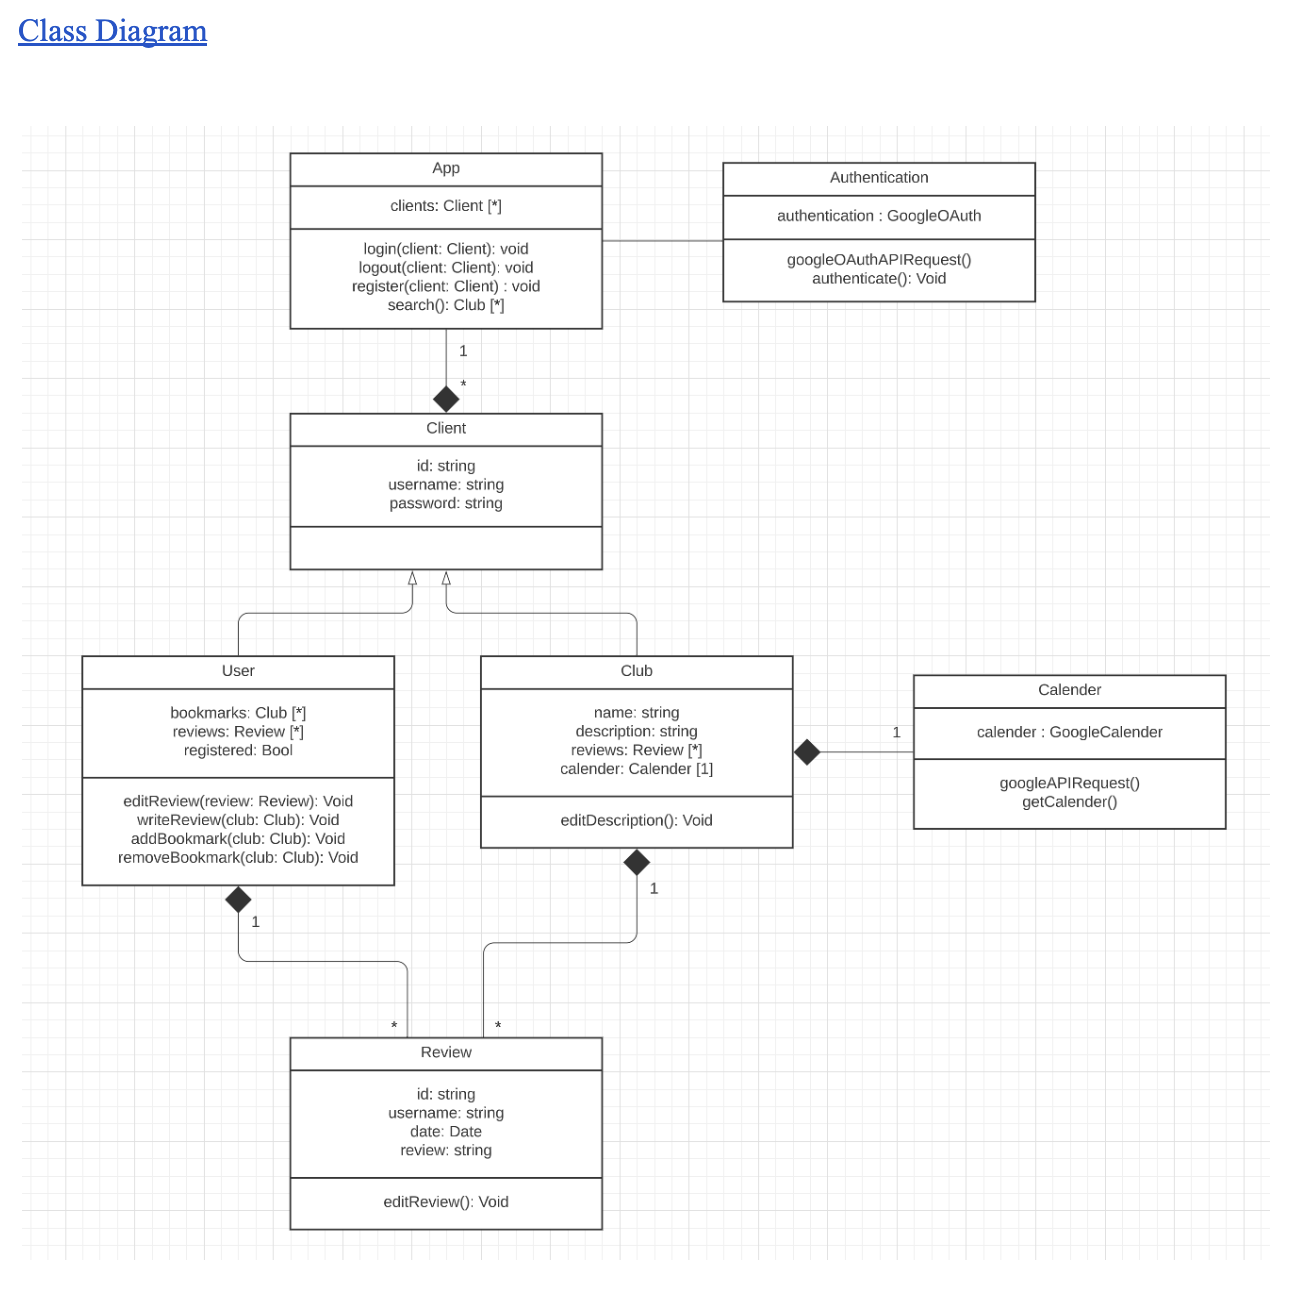 Class Diagram
App
clients: Client [*]
login(client: Client): void
logout(client: Client): void
register(client: Client) : void
search(): Club [*]
Authentication
authentication : GoogleOAuth
googleOAuthAPIRequest()
authenticate(): Void
1
*
Client
id: string
username: string
password: string
User
bookmarks: Club [*]
reviews: Review [*]
registered: Bool
editReview(review: Review): Void
writeReview(club: Club): Void
addBookmark(club: Club): Void
removeBookmark(club: Club): Void
Club
name: string
description: string
reviews: Review [*]
calender: Calender [1]
editDescription(): Void
1
Calender
calender : GoogleCalender
googleAPIRequest()
getCalender()
1
1
*
*
Review
id: string
username: string
date: Date
review: string
editReview(): Void